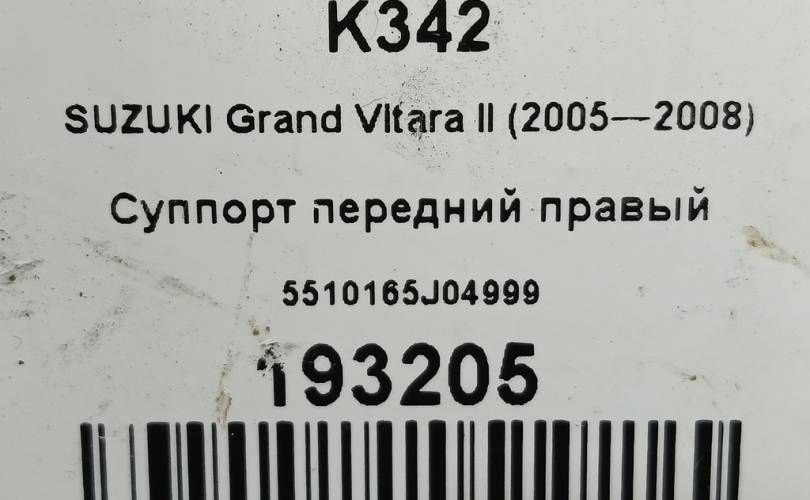 K342
SUZUKI Grand Vitara II (2005—2008)
Суппорт передний правый
5510165J04999
193205